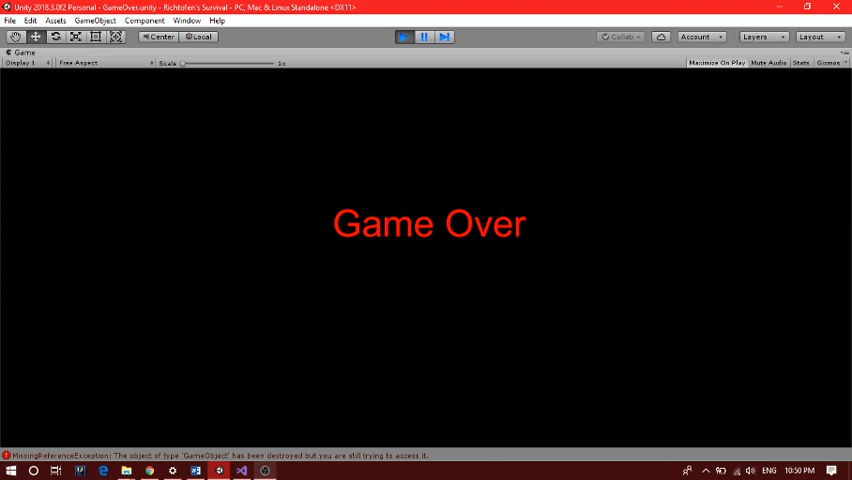 Unity 2018.3.0f2 Personal - GameOver.unity - Richtofen's Survival - PC, Mac & Linux Standalone <DX11>
File Edit Assets GameObject Component Window Help
Center Local Collab Account Layers Layout
Game
Display 1 Free Aspect Scale 1x Maximize On Play Mute Audio Stats Gizmos
Game Over
MissingReferenceException: The object of type 'GameObject' has been destroyed but you are still trying to access it.
ENG 10:50 PM